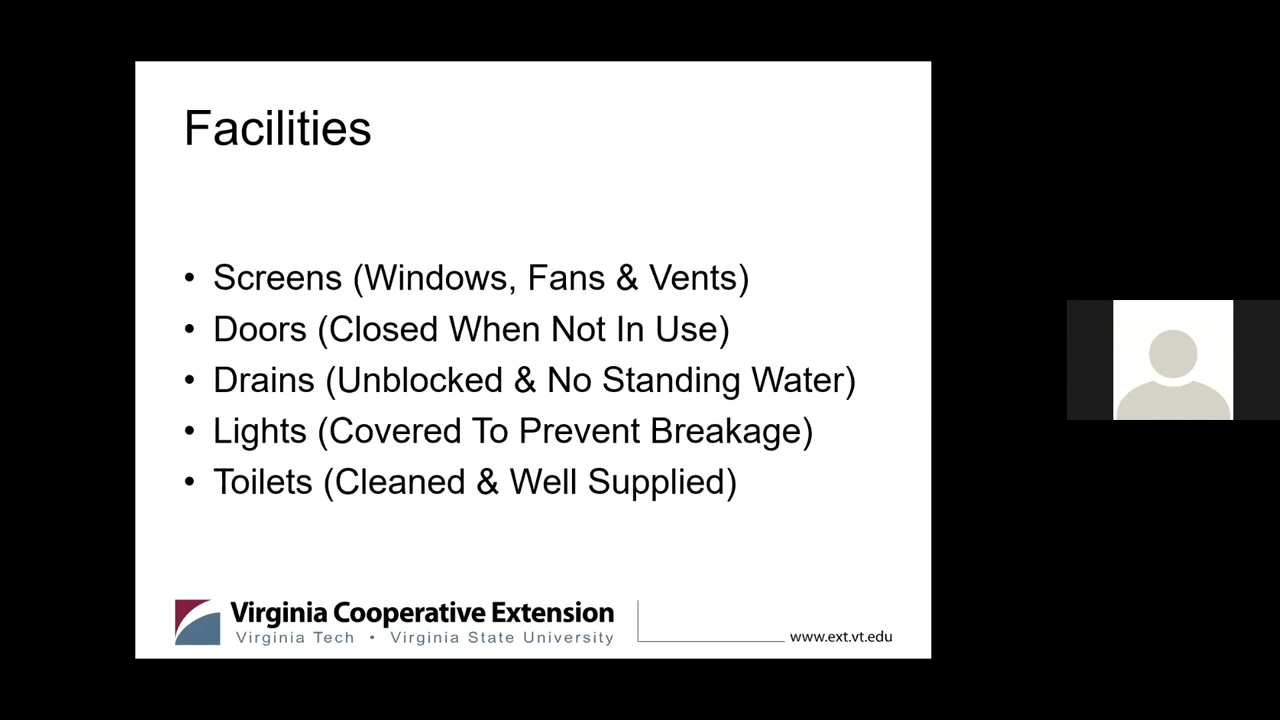 Facilities
• Screens (Windows, Fans & Vents)
• Doors (Closed When Not In Use)
• Drains (Unblocked & No Standing Water)
• Lights (Covered To Prevent Breakage)
• Toilets (Cleaned & Well Supplied)
Virginia Cooperative Extension
Virginia Tech • Virginia State University
www.ext.vt.edu